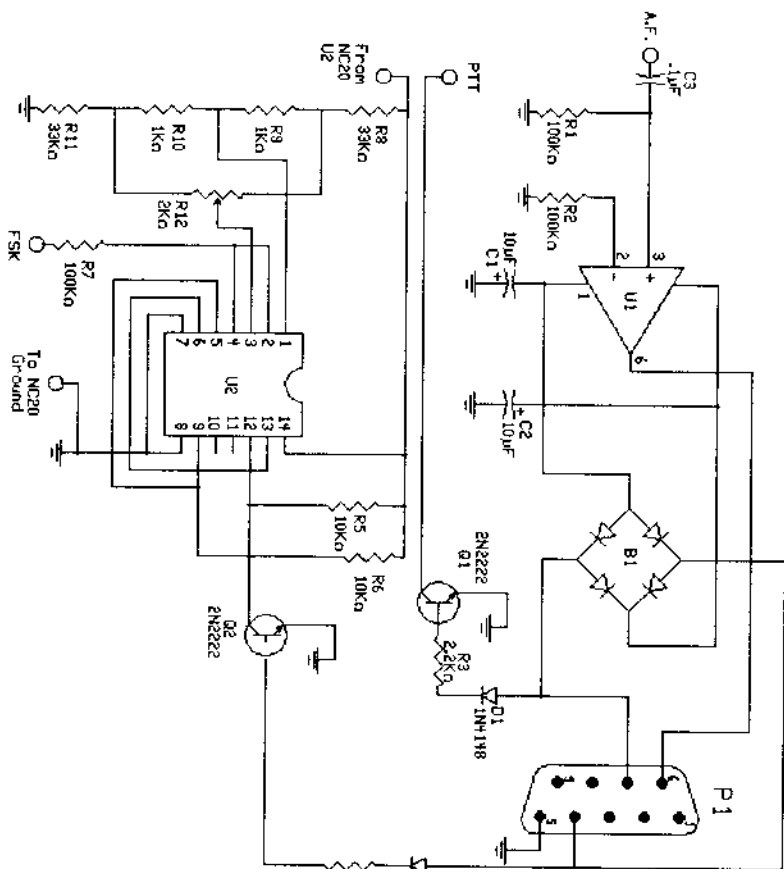 A.F.
C3
.1µF
R1
100KΩ
R2
100KΩ
3
2
+
-
U1
1
6
10µF
C1
+
+
C2
10µF
B1
PTT
From
NC20
U2
R8
33KΩ
R9
1KΩ
R10
1KΩ
R11
33KΩ
R12
2KΩ
R7
100KΩ
FSK
1
2
3
4
5
6
7
U2
14
13
12
11
10
9
8
To NC20
Ground
R5
10KΩ
R6
10KΩ
Q1
2N2222
Q2
2N2222
R3
2.2KΩ
D1
1N4148
P1
6
5